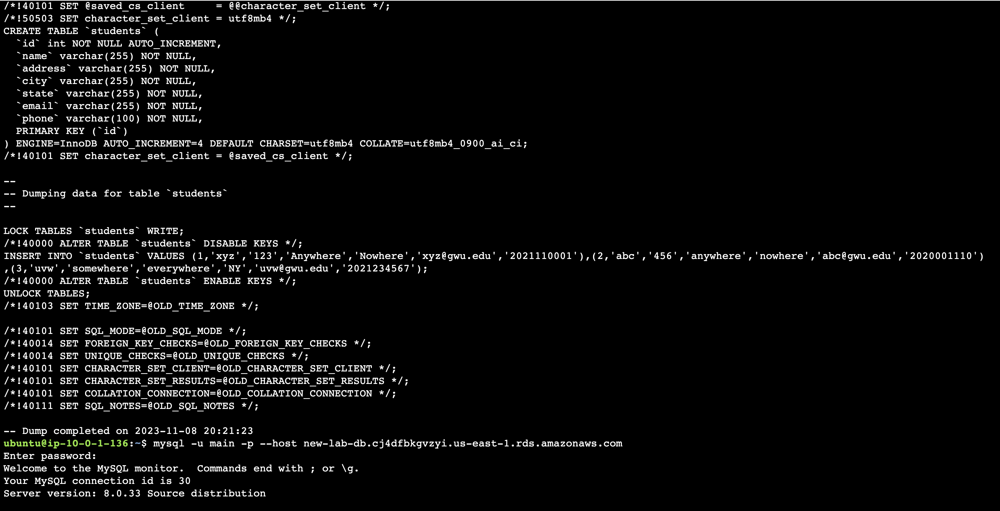 /*!40101 SET @saved_cs_client     = @@character_set_client */;
/*!50503 SET character_set_client = utf8mb4 */;
CREATE TABLE `students` (
  `id` int NOT NULL AUTO_INCREMENT,
  `name` varchar(255) NOT NULL,
  `address` varchar(255) NOT NULL,
  `city` varchar(255) NOT NULL,
  `state` varchar(255) NOT NULL,
  `email` varchar(255) NOT NULL,
  `phone` varchar(100) NOT NULL,
  PRIMARY KEY (`id`)
) ENGINE=InnoDB AUTO_INCREMENT=4 DEFAULT CHARSET=utf8mb4 COLLATE=utf8mb4_0900_ai_ci;
/*!40101 SET character_set_client = @saved_cs_client */;

--
-- Dumping data for table `students`
--

LOCK TABLES `students` WRITE;
/*!40000 ALTER TABLE `students` DISABLE KEYS */;
INSERT INTO `students` VALUES (1,'xyz','123','Anywhere','Nowhere','xyz@gwu.edu','2021110001'),(2,'abc','456','anywhere','nowhere','abc@gwu.edu','2020001110')
,(3,'uvw','somewhere','everywhere','NY','uvw@gwu.edu','2021234567');
/*!40000 ALTER TABLE `students` ENABLE KEYS */;
UNLOCK TABLES;
/*!40103 SET TIME_ZONE=@OLD_TIME_ZONE */;

/*!40101 SET SQL_MODE=@OLD_SQL_MODE */;
/*!40014 SET FOREIGN_KEY_CHECKS=@OLD_FOREIGN_KEY_CHECKS */;
/*!40014 SET UNIQUE_CHECKS=@OLD_UNIQUE_CHECKS */;
/*!40101 SET CHARACTER_SET_CLIENT=@OLD_CHARACTER_SET_CLIENT */;
/*!40101 SET CHARACTER_SET_RESULTS=@OLD_CHARACTER_SET_RESULTS */;
/*!40101 SET COLLATION_CONNECTION=@OLD_COLLATION_CONNECTION */;
/*!40111 SET SQL_NOTES=@OLD_SQL_NOTES */;

-- Dump completed on 2023-11-08 20:21:23
ubuntu@ip-10-0-1-136:~$ mysql -u main -p --host new-lab-db.cj4dfbkgvzyi.us-east-1.rds.amazonaws.com
Enter password:
Welcome to the MySQL monitor.  Commands end with ; or \g.
Your MySQL connection id is 30
Server version: 8.0.33 Source distribution